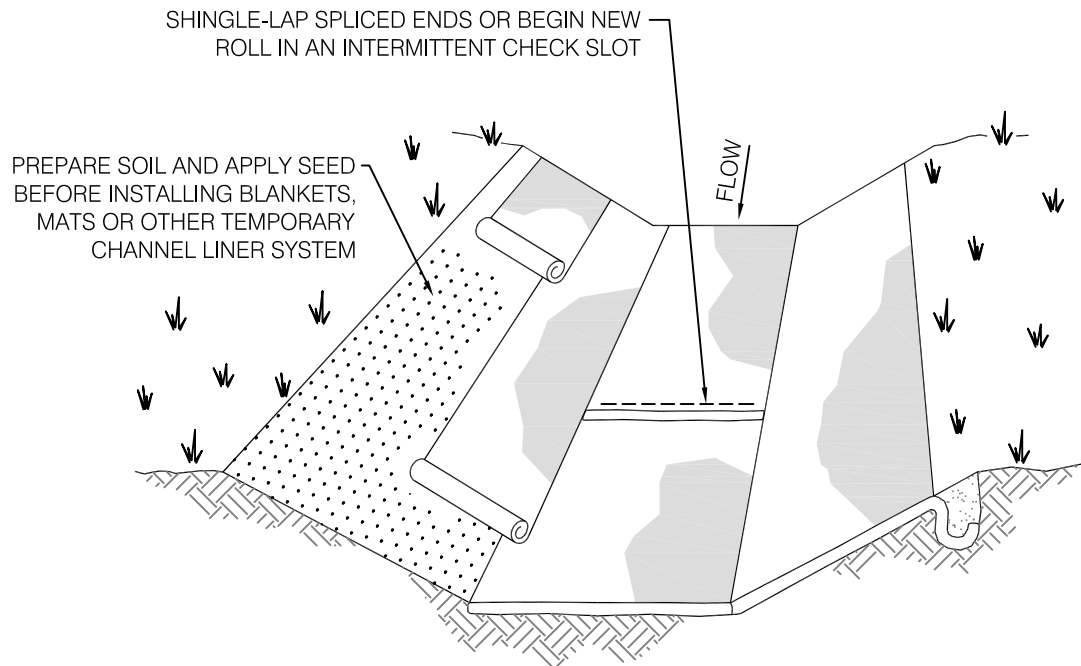 SHINGLE-LAP SPLICED ENDS OR BEGIN NEW
ROLL IN AN INTERMITTENT CHECK SLOT
PREPARE SOIL AND APPLY SEED
BEFORE INSTALLING BLANKETS,
MATS OR OTHER TEMPORARY
CHANNEL LINER SYSTEM
FLOW